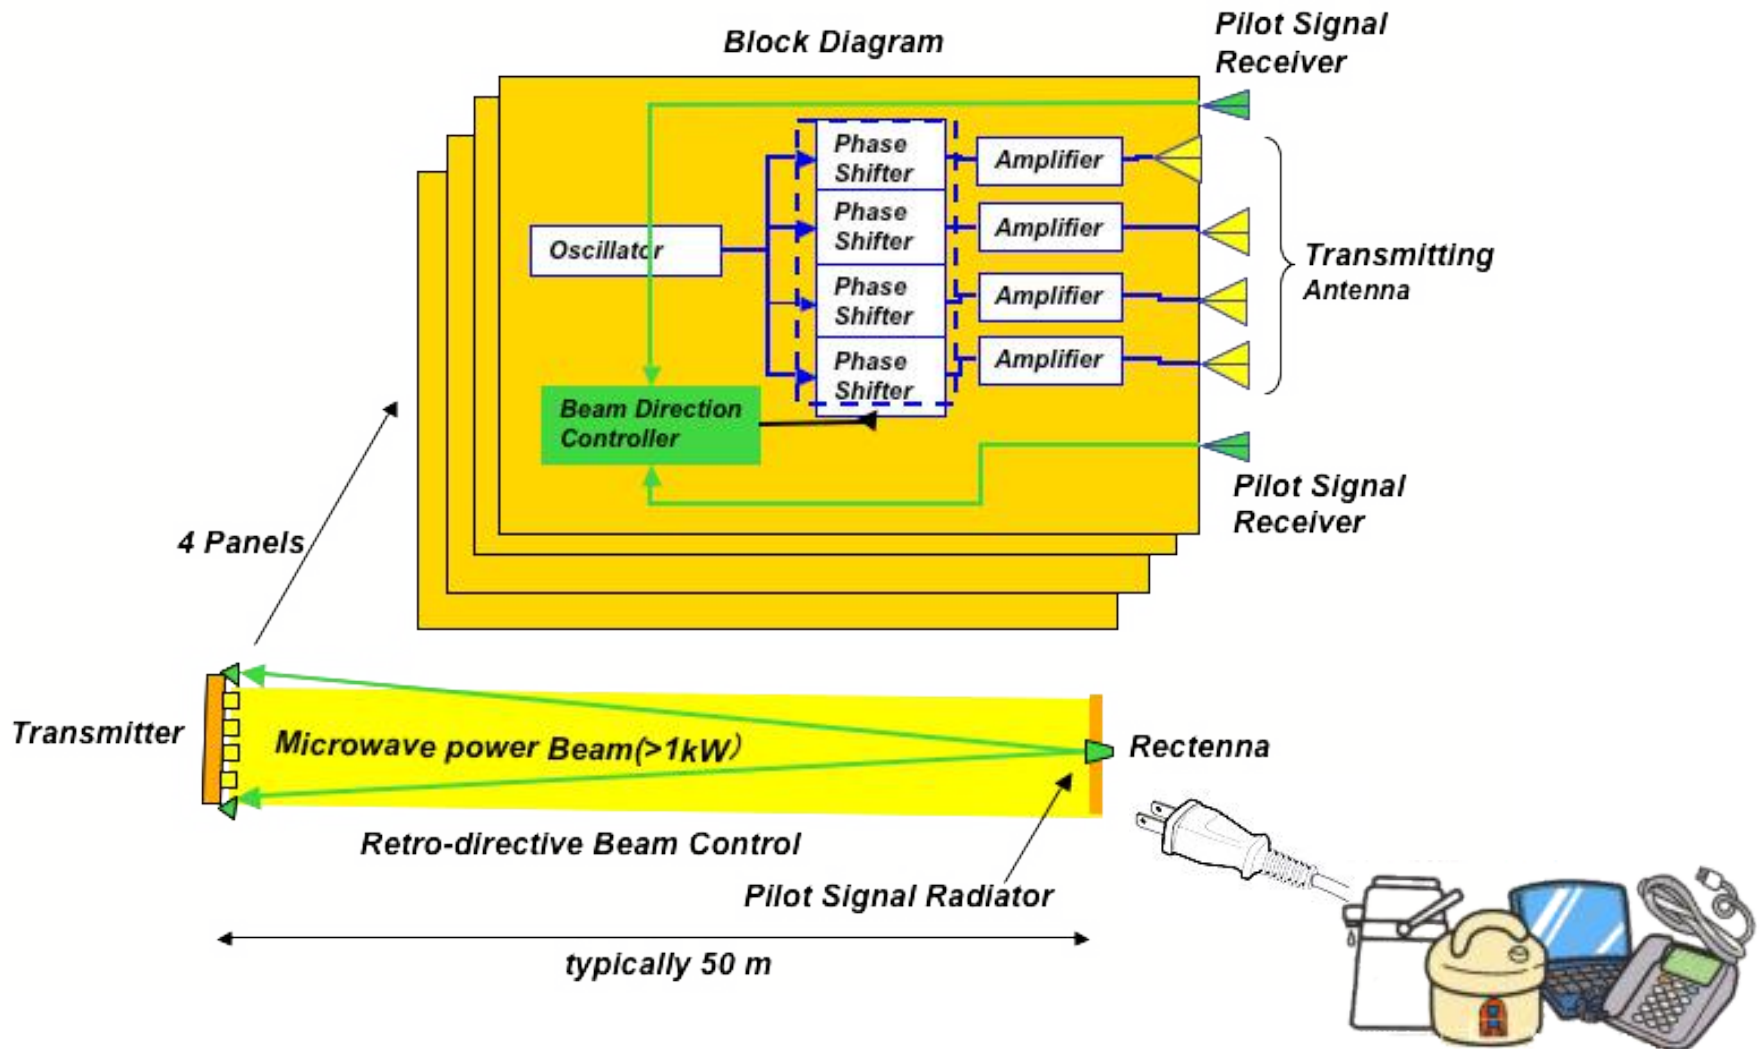 Block Diagram
Pilot Signal
Receiver
Phase
Shifter
Amplifier
Phase
Shifter
Amplifier
Oscillator
Transmitting
Antenna
Phase
Shifter
Amplifier
Phase
Shifter
Amplifier
Beam Direction
Controller
Pilot Signal
Receiver
4 Panels
Transmitter
Microwave power Beam(>1kW)
Rectenna
Retro-directive Beam Control
Pilot Signal Radiator
typically 50 m